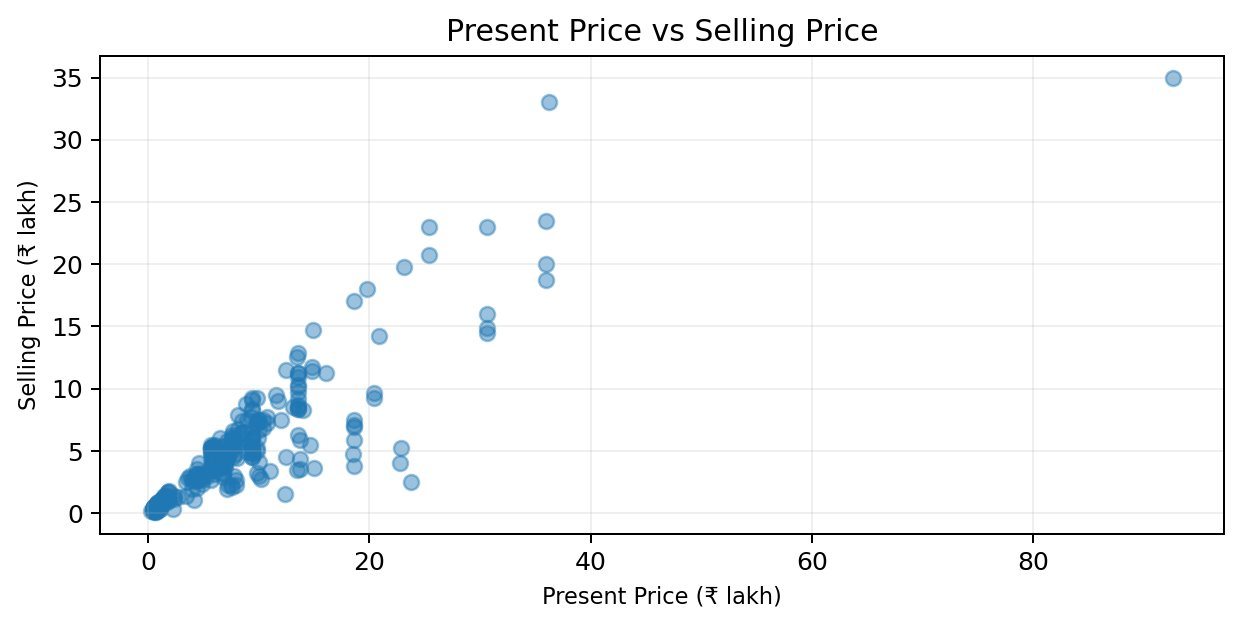 Present Price vs Selling Price
Selling Price (₹ lakh)
35
30
25
20
15
10
5
0
0 20 40 60 80
Present Price (₹ lakh)